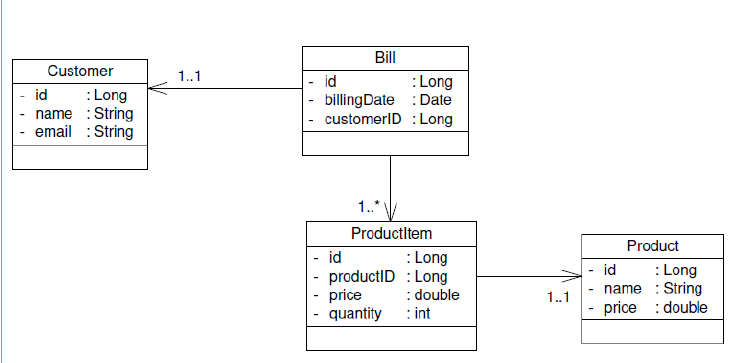 Customer
- id : Long
- name : String
- email : String
1..1
Bill
- id : Long
- billingDate : Date
- customerID : Long
1..*
ProductItem
- id : Long
- productID : Long
- price : double
- quantity : int
1..1
Product
- id : Long
- name : String
- price : double